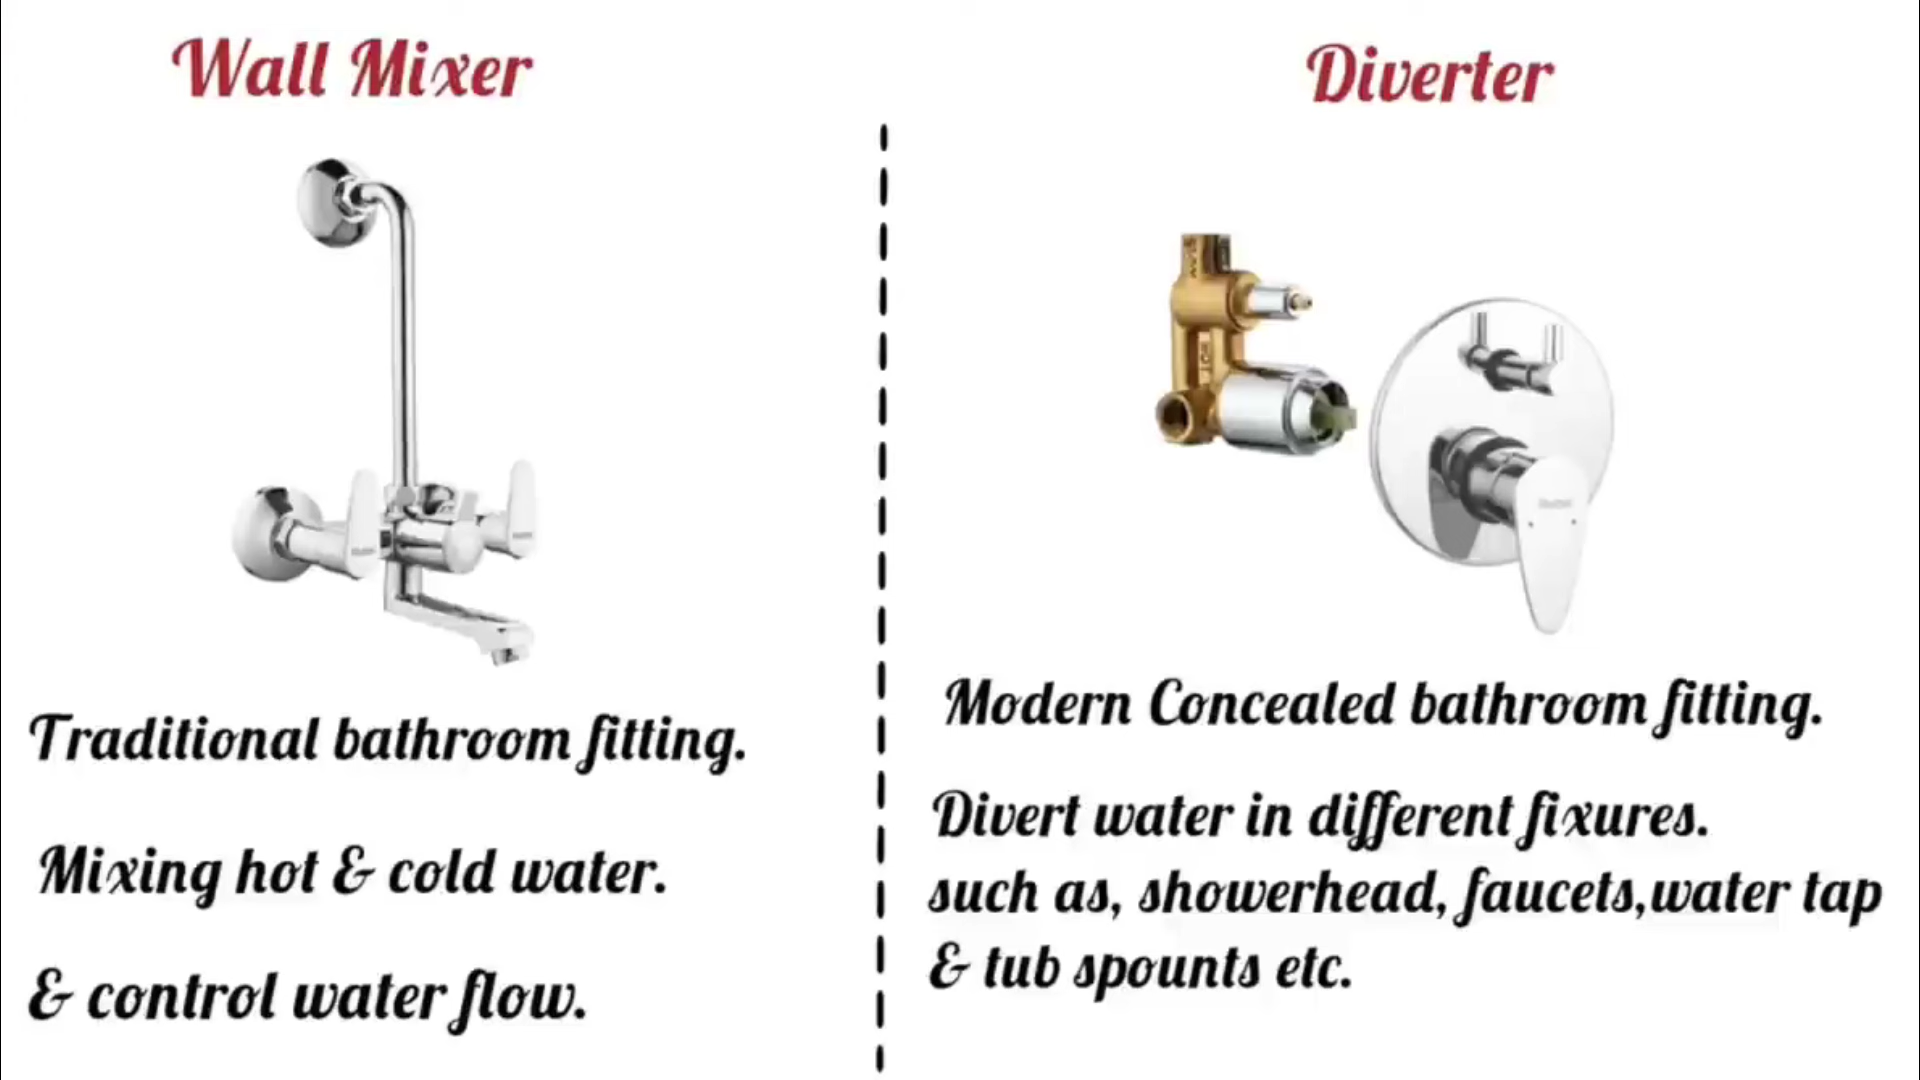 Wall Mixer
Traditional bathroom fitting.
Mixing hot & cold water.
& control water flow.
Diverter
HOT
Modern Concealed bathroom fitting.
Divert water in different fixures.
such as, showerhead, faucets,water tap
& tub spounts etc.